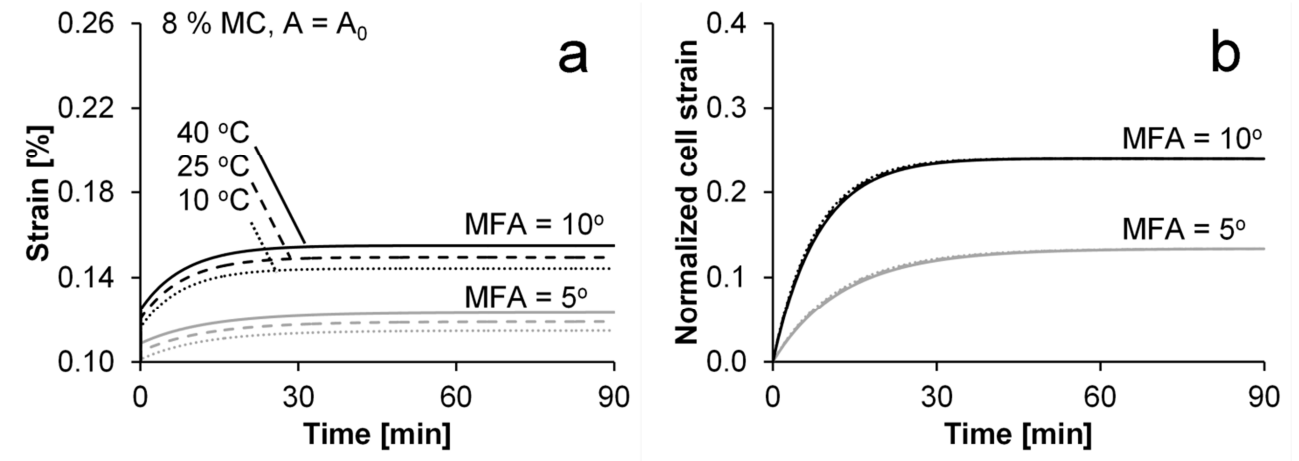 8 % MC, A = A₀
a
Strain [%]
0.26
0.22
0.18
0.14
0.10
40 ºC
25 ºC
10 ºC
MFA = 10º
MFA = 5º
0
30
60
90
Time [min]
b
Normalized cell strain
0.4
0.3
0.2
0.1
0.0
MFA = 10º
MFA = 5º
0
30
60
90
Time [min]